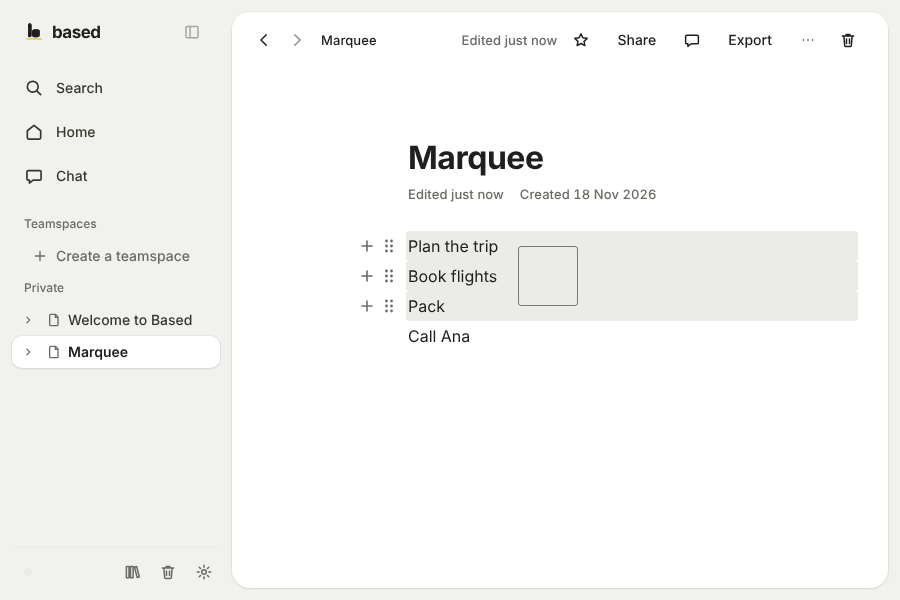 based
Search
Home
Chat
Teamspaces
Create a teamspace
Private
Welcome to Based
Marquee
Marquee
Edited just now
Share
Export
Marquee
Edited just now Created 18 Nov 2026
Plan the trip
Book flights
Pack
Call Ana